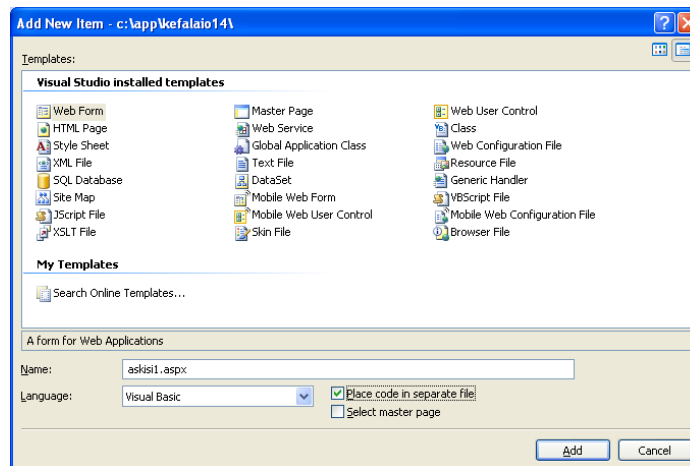 Add New Item - c:\app\kefalaio14\
Templates:
Visual Studio installed templates
Web Form
Master Page
Web User Control
HTML Page
Web Service
Class
Style Sheet
Global Application Class
Web Configuration File
XML File
Text File
Resource File
SQL Database
DataSet
Generic Handler
Site Map
Mobile Web Form
VBScript File
JScript File
Mobile Web User Control
Mobile Web Configuration File
XSLT File
Skin File
Browser File
My Templates
Search Online Templates...
A form for Web Applications
Name:
askisi1.aspx
Language:
Visual Basic
Place code in separate file
Select master page
Add
Cancel